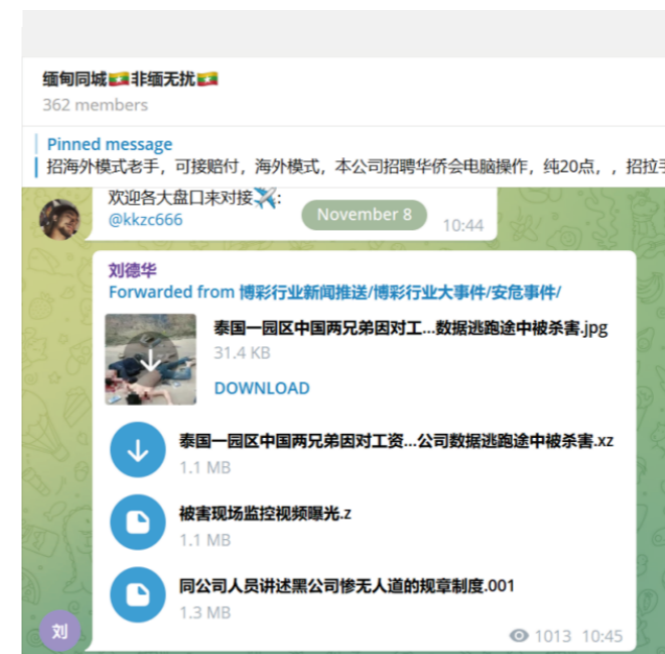 缅甸同城🇲🇲非缅无扰🇲🇲
362 members
Pinned message
招海外模式老手，可接赔付，海外模式，本公司招聘华侨会电脑操作，纯20点，，招拉手
欢迎各大盘口来对接✈️:
@kkzc666
10:44
November 8
刘德华
Forwarded from 博彩行业新闻推送/博彩行业大事件/安危事件/
泰国一园区中国两兄弟因对工...数据逃跑途中被杀害.jpg
31.4 KB
DOWNLOAD
泰国一园区中国两兄弟因对工资...公司数据逃跑途中被杀害.xz
1.1 MB
被害现场监控视频曝光.z
1.1 MB
同公司人员讲述黑公司惨无人道的规章制度.001
1.3 MB
刘
1013 10:45